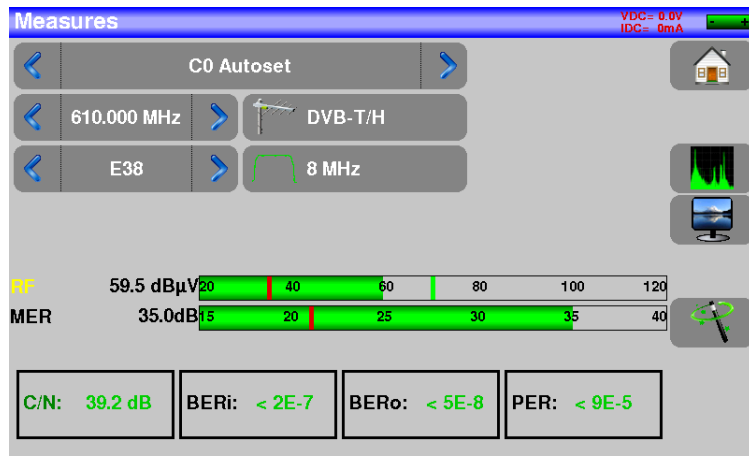 Measures
VDC= 0.0V
IDC= 0mA
- +
C0 Autoset
610.000 MHz DVB-T/H
E38 8 MHz
RF 59.5 dBµV 20 40 60 80 100 120
MER 35.0dB 15 20 25 30 35 40
C/N: 39.2 dB BERi: < 2E-7 BERo: < 5E-8 PER: < 9E-5